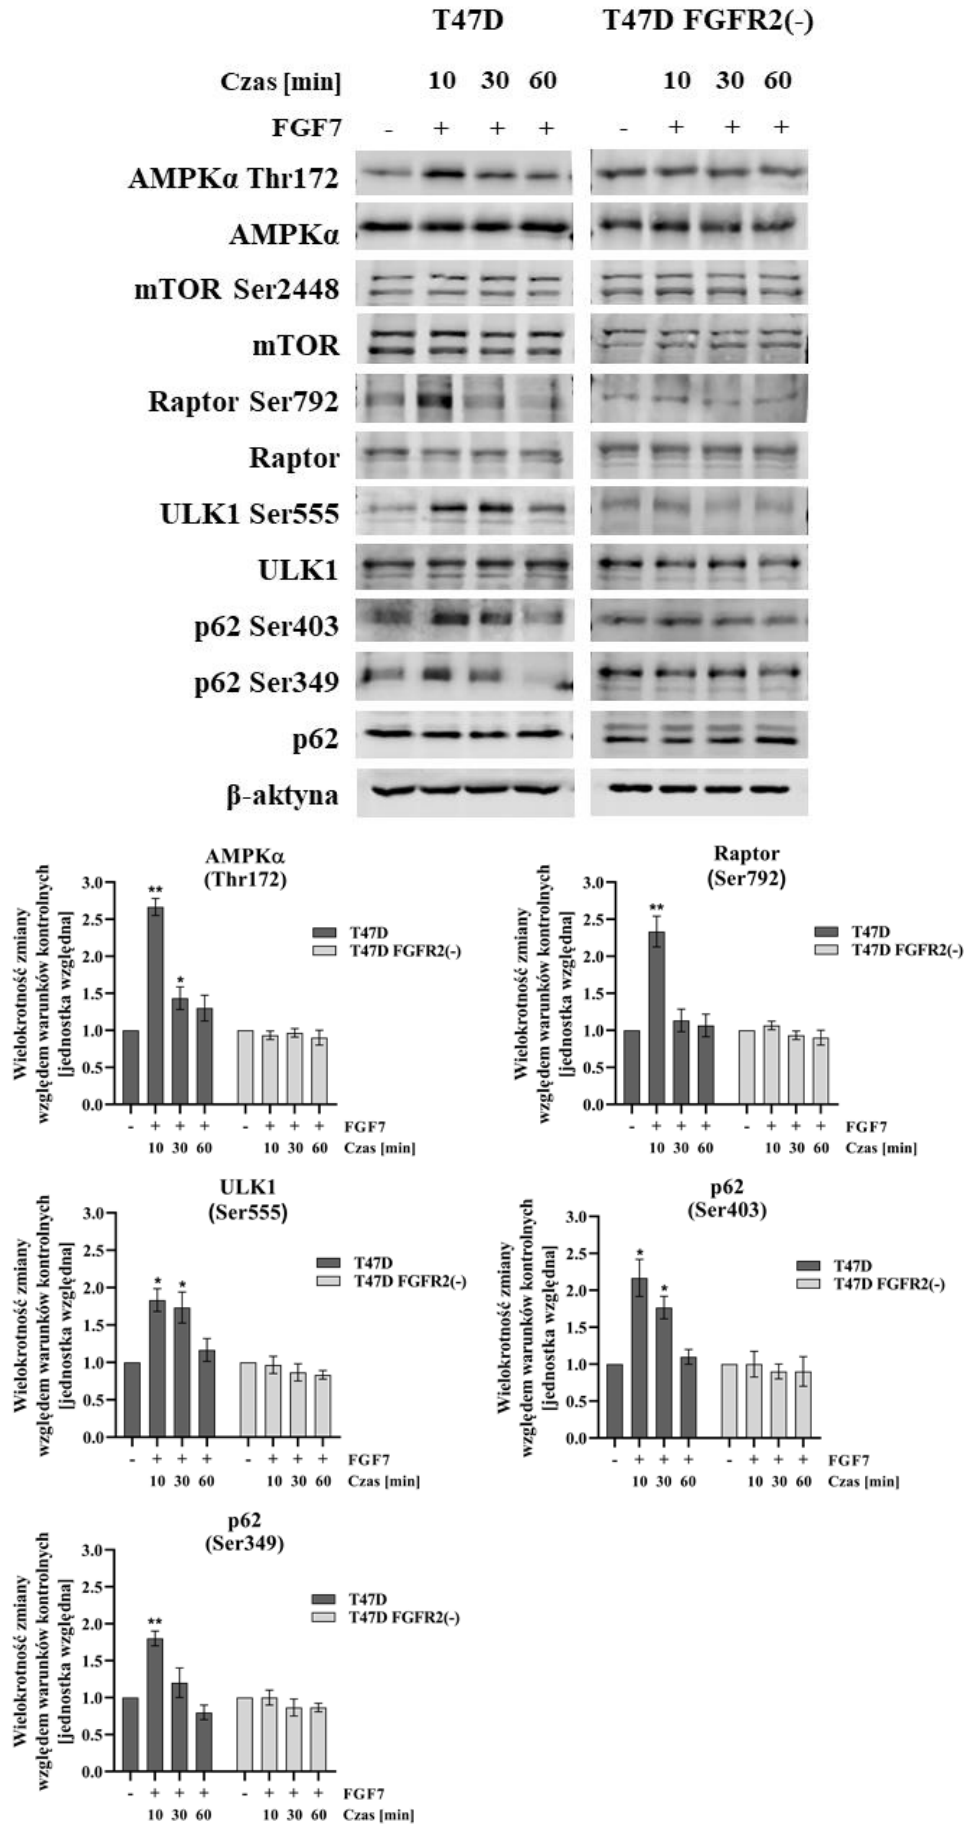 T47D T47D FGFR2(-)
Czas [min] 10 30 60 10 30 60
FGF7 - + + + - + + +
AMPKα Thr172
AMPKα
mTOR Ser2448
mTOR
Raptor Ser792
Raptor
ULK1 Ser555
ULK1
p62 Ser403
p62 Ser349
p62
β-aktyna
AMPKα
(Thr172)
Wielokrotność zmiany
względem warunków kontrolnych
[jednostka względna]
3.0
2.5
2.0
1.5
1.0
0.5
0.0
** *
T47D
T47D FGFR2(-)
- + + + - + + + FGF7
10 30 60 10 30 60 Czas [min]
Raptor
(Ser792)
Wielokrotność zmiany
względem warunków kontrolnych
[jednostka względna]
3.0
2.5
2.0
1.5
1.0
0.5
0.0
**
T47D
T47D FGFR2(-)
- + + + - + + + FGF7
10 30 60 10 30 60 Czas [min]
ULK1
(Ser555)
Wielokrotność zmiany
względem warunków kontrolnych
[jednostka względna]
3.0
2.5
2.0
1.5
1.0
0.5
0.0
* *
T47D
T47D FGFR2(-)
- + + + - + + + FGF7
10 30 60 10 30 60 Czas [min]
p62
(Ser403)
Wielokrotność zmiany
względem warunków kontrolnych
[jednostka względna]
3.0
2.5
2.0
1.5
1.0
0.5
0.0
* *
T47D
T47D FGFR2(-)
- + + + - + + + FGF7
10 30 60 10 30 60 Czas [min]
p62
(Ser349)
Wielokrotność zmiany
względem warunków kontrolnych
[jednostka względna]
3.0
2.5
2.0
1.5
1.0
0.5
0.0
**
T47D
T47D FGFR2(-)
- + + + - + + + FGF7
10 30 60 10 30 60 Czas [min]